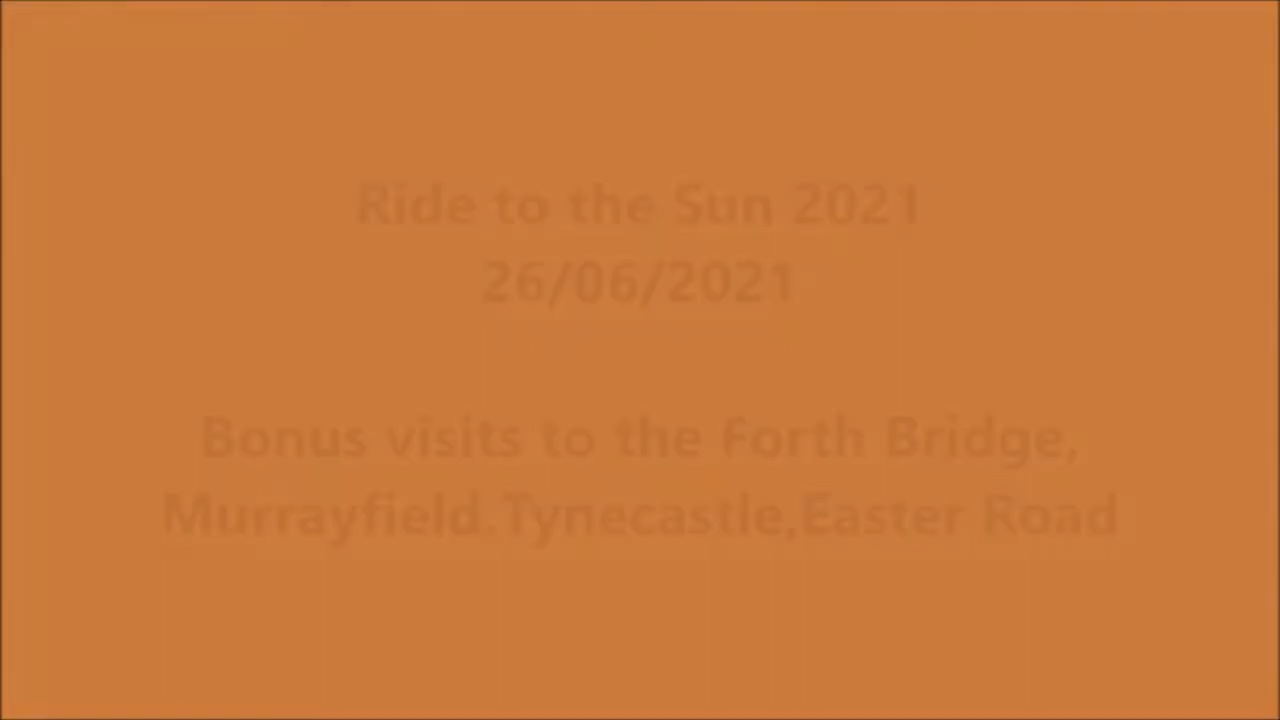 Ride to the Sun 2021
26/06/2021
Bonus visits to the Forth Bridge,
Murrayfield.Tynecastle,Easter Road